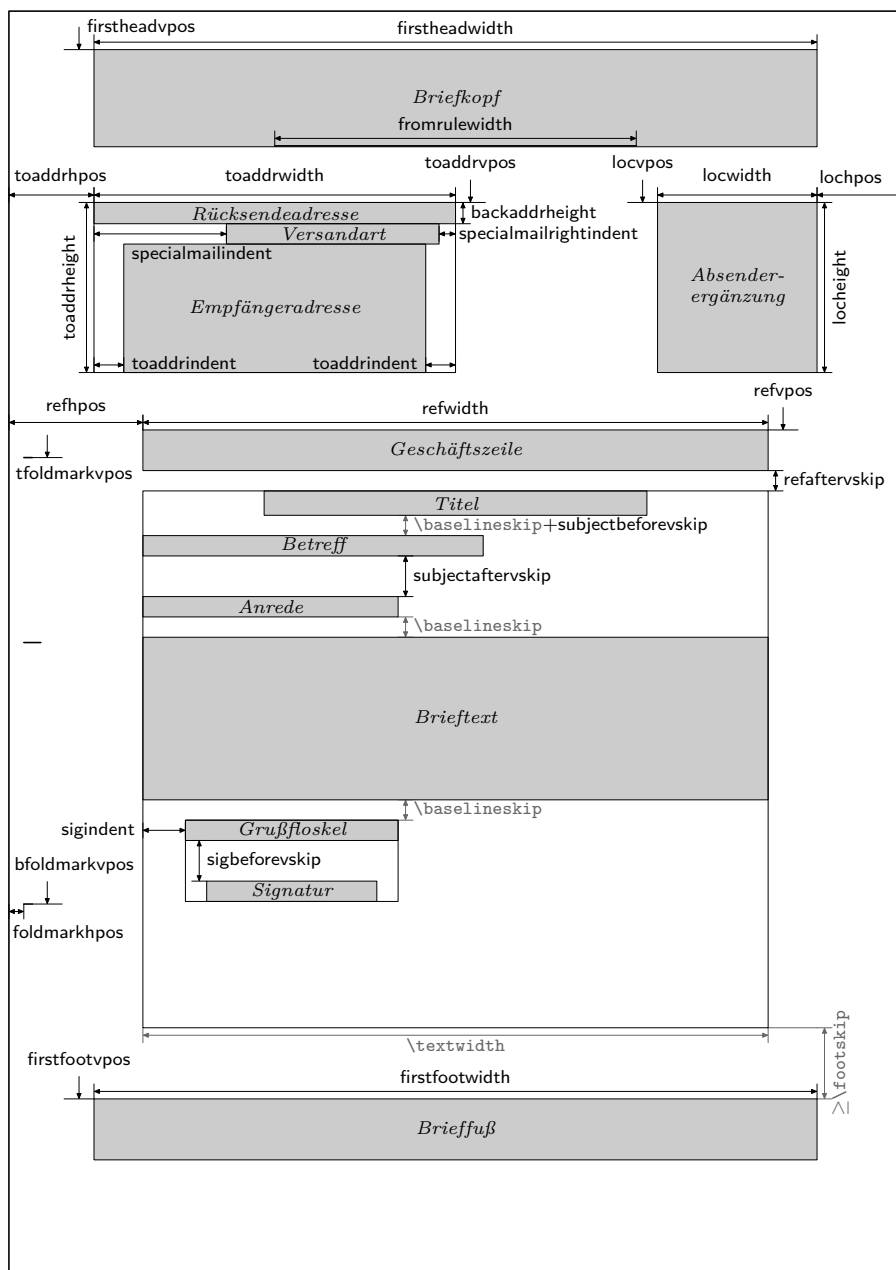 firstheadvpos
firstheadwidth
Briefkopf
fromrulewidth
toaddrvpos
locvpos
toaddrhpos
toaddrwidth
locwidth
lochpos
Rücksendeadresse
backaddrheight
Versandart
specialmailrightindent
specialmailindent
toaddrheight
Empfängeradresse
Absender-
ergänzung
locheight
toaddrindent
toaddrindent
refhpos
refwidth
refvpos
Geschäftszeile
tfoldmarkvpos
refaftervskip
Titel
\baselineskip+subjectbeforevskip
Betreff
subjectaftervskip
Anrede
\baselineskip
Brieftext
\baselineskip
sigindent
Grußfloskel
sigbeforevskip
bfoldmarkvpos
Signatur
foldmarkhpos
\textwidth
≥\footskip
firstfootvpos
firstfootwidth
Brieffuß